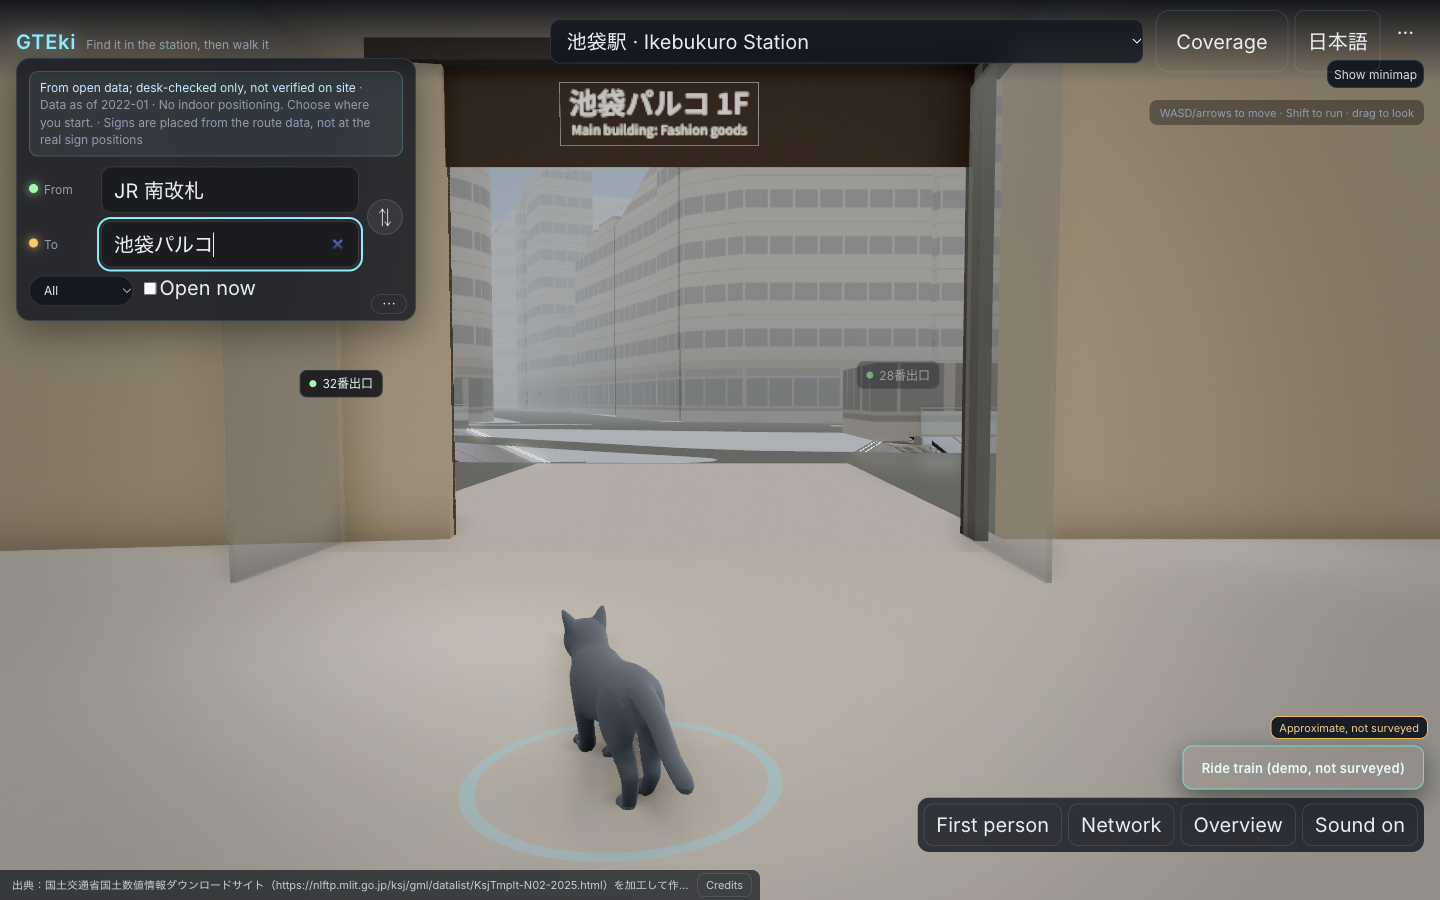 GTEki Find it in the station, then walk it
池袋駅 · Ikebukuro Station
Coverage
日本語
...
Show minimap
WASD/arrows to move · Shift to run · drag to look
From open data; desk-checked only, not verified on site ·
Data as of 2022-01 · No indoor positioning. Choose where
you start. · Signs are placed from the route data, not at the
real sign positions
From JR 南改札
To 池袋パルコ
All Open now
...
池袋パルコ 1F
Main building: Fashion goods
32番出口
28番出口
Approximate, not surveyed
Ride train (demo, not surveyed)
First person Network Overview Sound on
出典：国土交通省国土数値情報ダウンロードサイト（https://nlftp.mlit.go.jp/ksj/gml/datalist/KsjTmplt-N02-2025.html）を加工して作... Credits